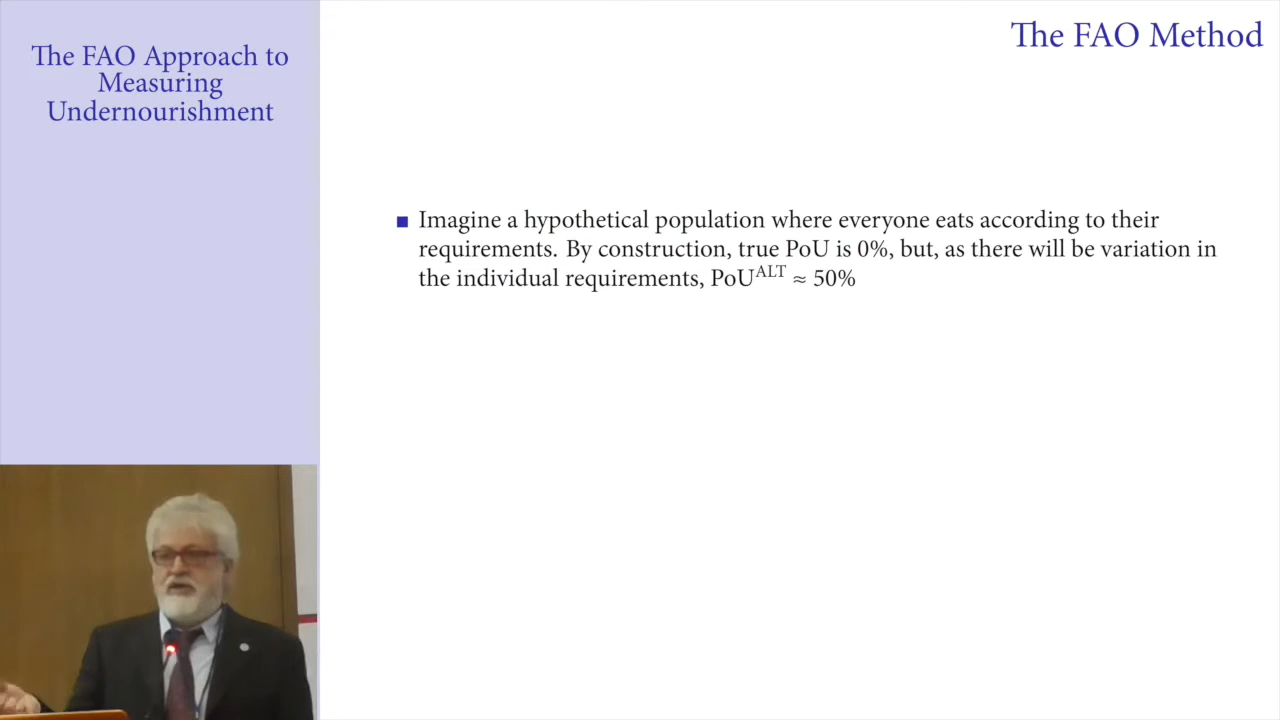 The FAO Approach to
Measuring
Undernourishment
The FAO Method
Imagine a hypothetical population where everyone eats according to their
requirements. By construction, true PoU is 0%, but, as there will be variation in
the individual requirements, PoU^ALT ≈ 50%